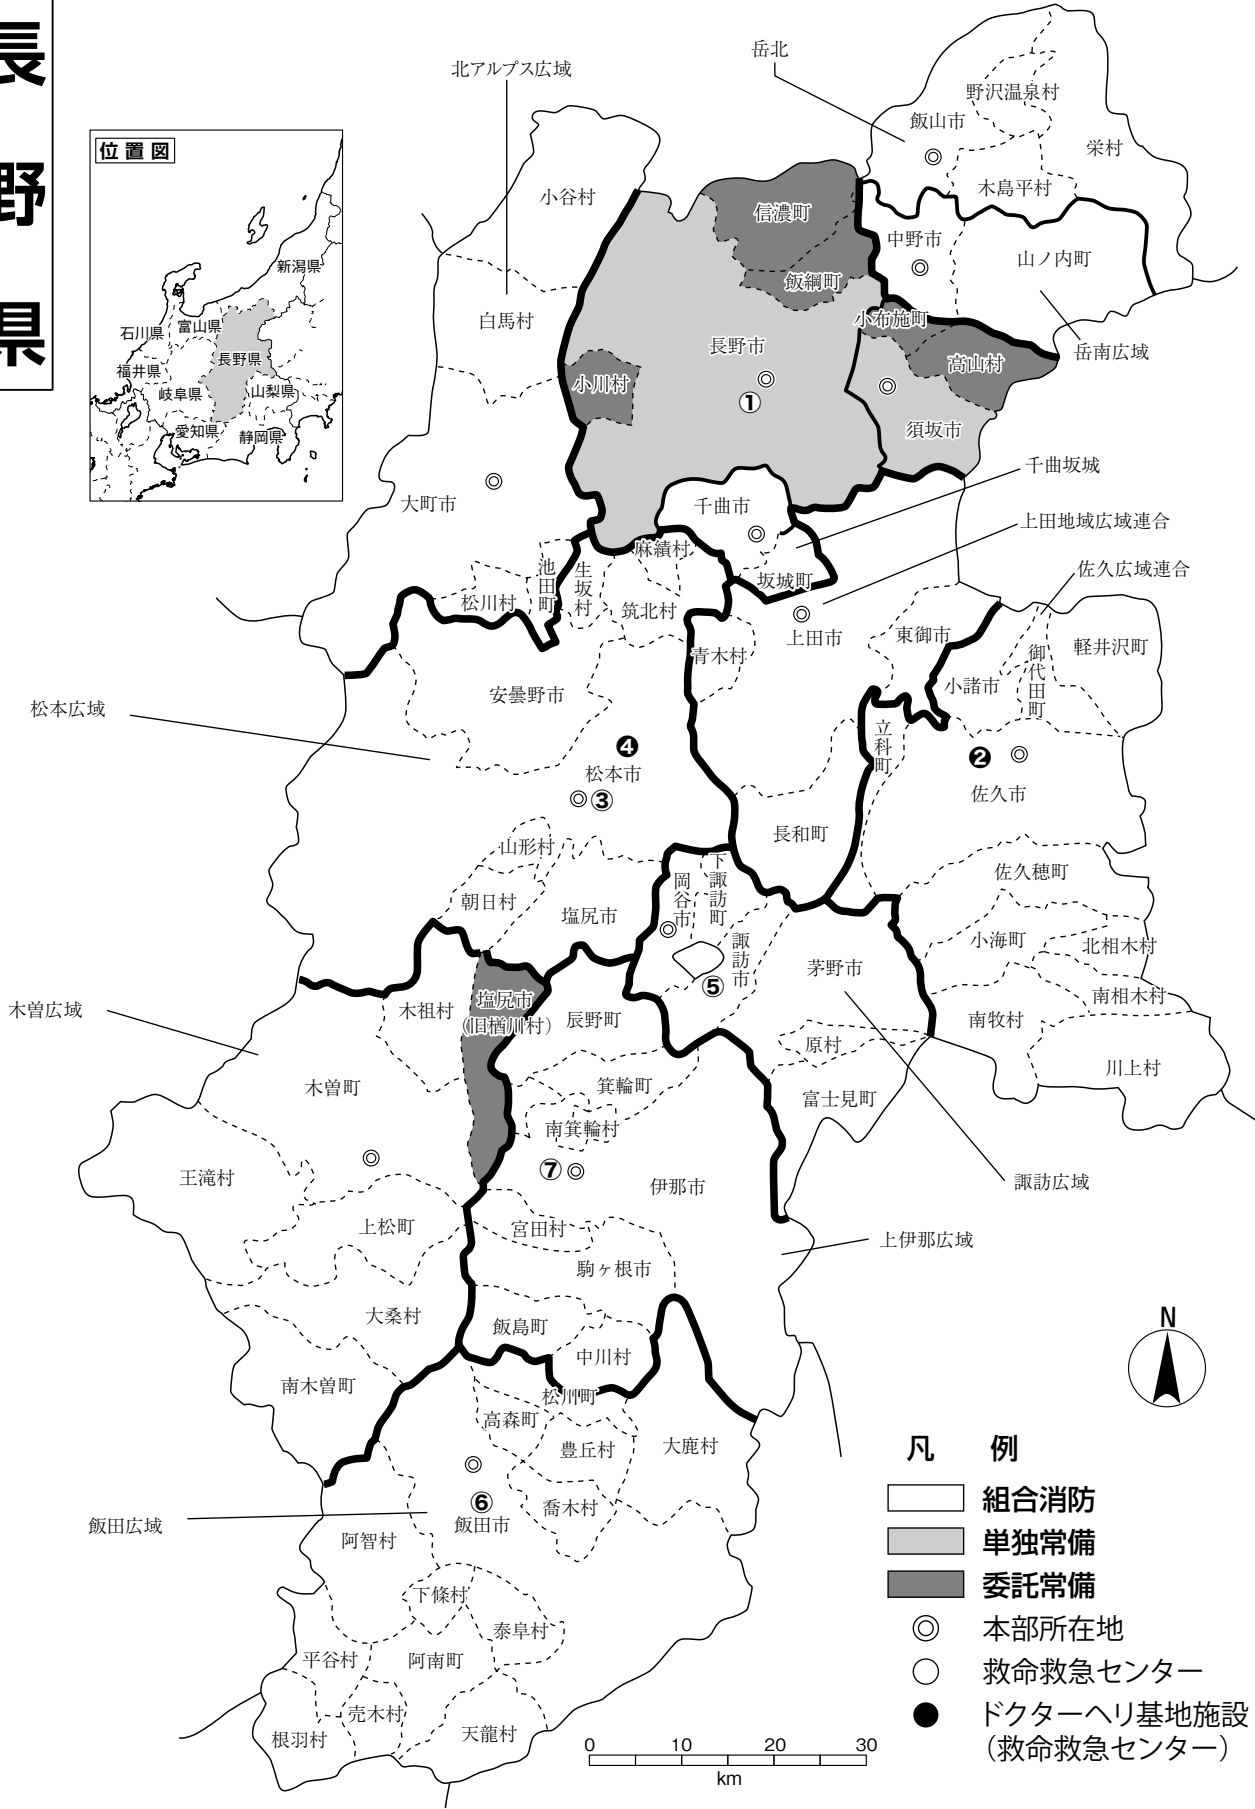 長野県
位置図
新潟県
富山県
石川県
長野県
福井県
岐阜県
山梨県
愛知県
静岡県
北アルプス広域
岳北
野沢温泉村
飯山市
栄村
木島平村
小谷村
信濃町
中野市
山ノ内町
飯綱町
白馬村
小布施町
長野市
岳南広域
高山村
小川村
①
須坂市
千曲坂城
大町市
千曲市
上田地域広域連合
麻績村
佐久広域連合
池田町
生坂村
坂城町
松川村
筑北村
上田市
東御市
青木村
御代田町
軽井沢町
小諸市
安曇野市
松本広域
立科町
❹
❷
松本市
③
佐久市
長和町
山形村
下諏訪町
佐久穂町
岡谷市
朝日村
塩尻市
諏訪市
小海町
北相木村
茅野市
⑤
南相木村
木曽広域
木祖村
塩尻市
（旧楢川村）
辰野町
南牧村
原村
川上村
木曽町
箕輪町
富士見町
南箕輪村
⑦
王滝村
伊那市
諏訪広域
上松町
宮田村
上伊那広域
駒ヶ根市
大桑村
飯島町
中川村
南木曽町
松川町
高森町
豊丘村
大鹿村
⑥
喬木村
飯田広域
飯田市
阿智村
下條村
泰阜村
平谷村
阿南町
売木村
根羽村
天龍村
N
凡　例
組合消防
単独常備
委託常備
本部所在地
救命救急センター
ドクターヘリ基地施設
（救命救急センター）
0 10 20 30
km